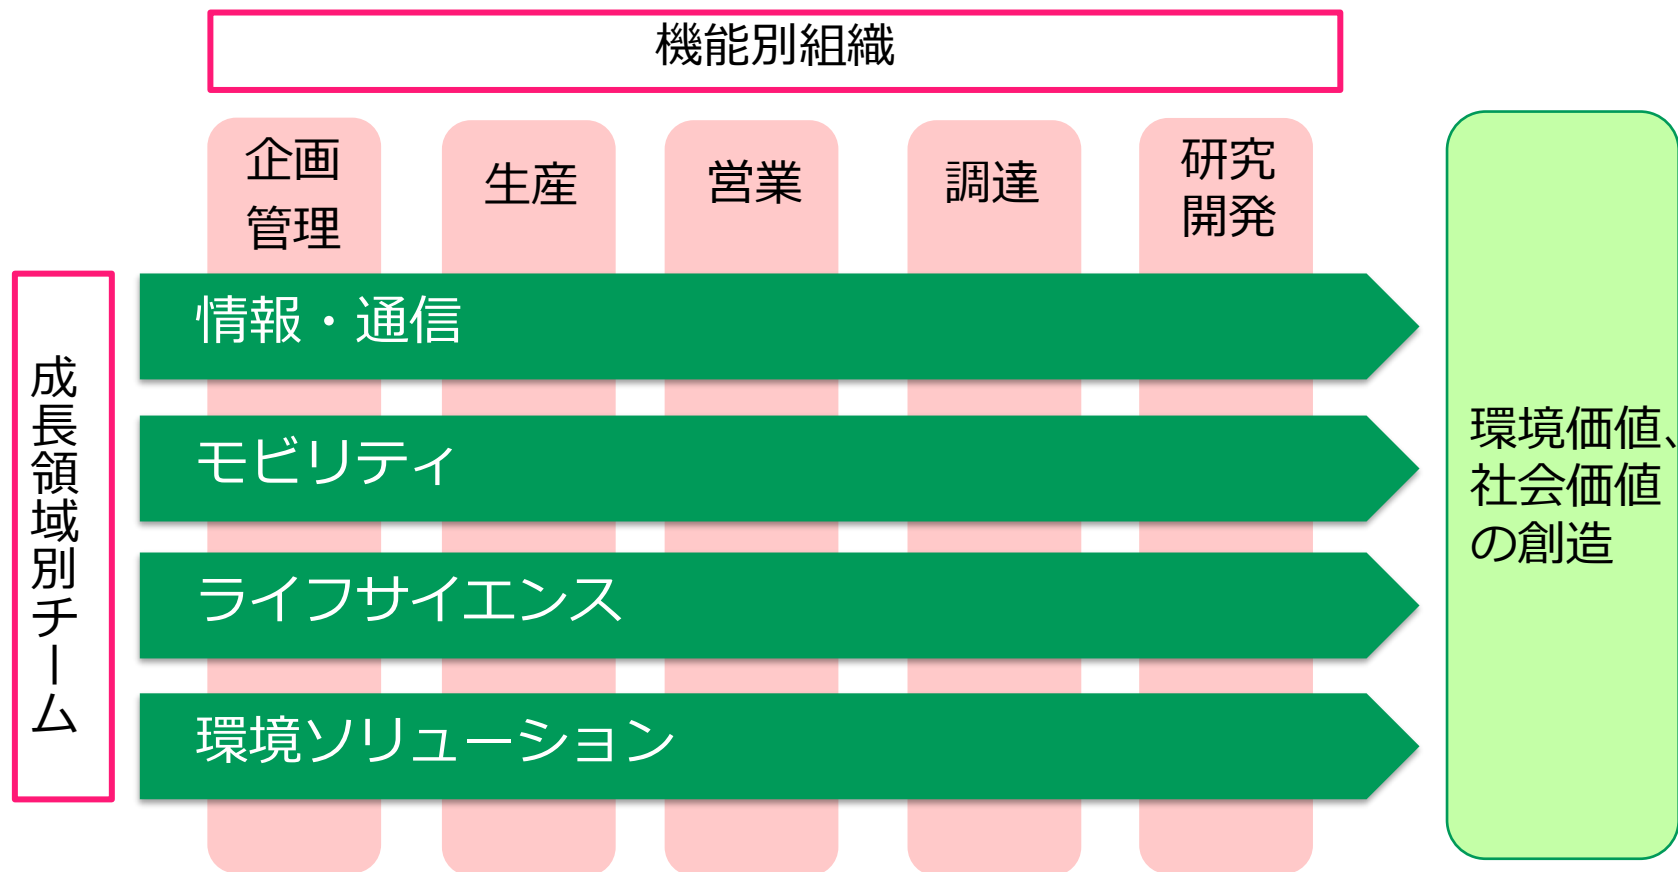 機能別組織
企画
管理
生産
営業
調達
研究
開発
成長領域別チーム
情報・通信
モビリティ
ライフサイエンス
環境ソリューション
環境価値、
社会価値
の創造